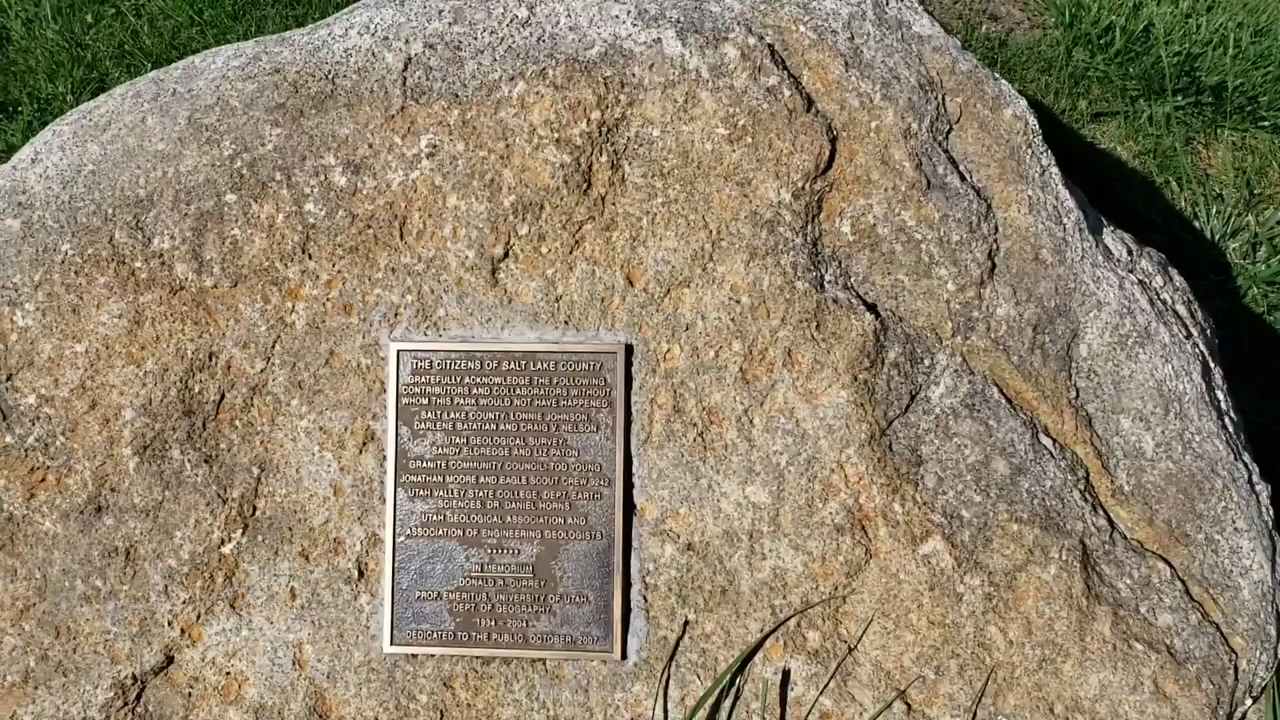 THE CITIZENS OF SALT LAKE COUNTY
GRATEFULLY ACKNOWLEDGE THE FOLLOWING
CONTRIBUTORS AND COLLABORATORS WITHOUT
WHOM THIS PARK WOULD NOT HAVE HAPPENED:
SALT LAKE COUNTY: LONNIE JOHNSON,
DARLENE BATATIAN AND CRAIG V. NELSON
UTAH GEOLOGICAL SURVEY:
SANDY ELDREDGE AND LIZ PATON
GRANITE COMMUNITY COUNCIL: TOD YOUNG
JONATHAN MOORE AND EAGLE SCOUT CREW 9242
UTAH VALLEY STATE COLLEGE, DEPT. EARTH
SCIENCES: DR. DANIEL HORNS
UTAH GEOLOGICAL ASSOCIATION AND
ASSOCIATION OF ENGINEERING GEOLOGISTS
******
IN MEMORIUM
DONALD R. CURREY
PROF. EMERITUS, UNIVERSITY OF UTAH,
DEPT. OF GEOGRAPHY
1934 - 2004
DEDICATED TO THE PUBLIC, OCTOBER, 2007